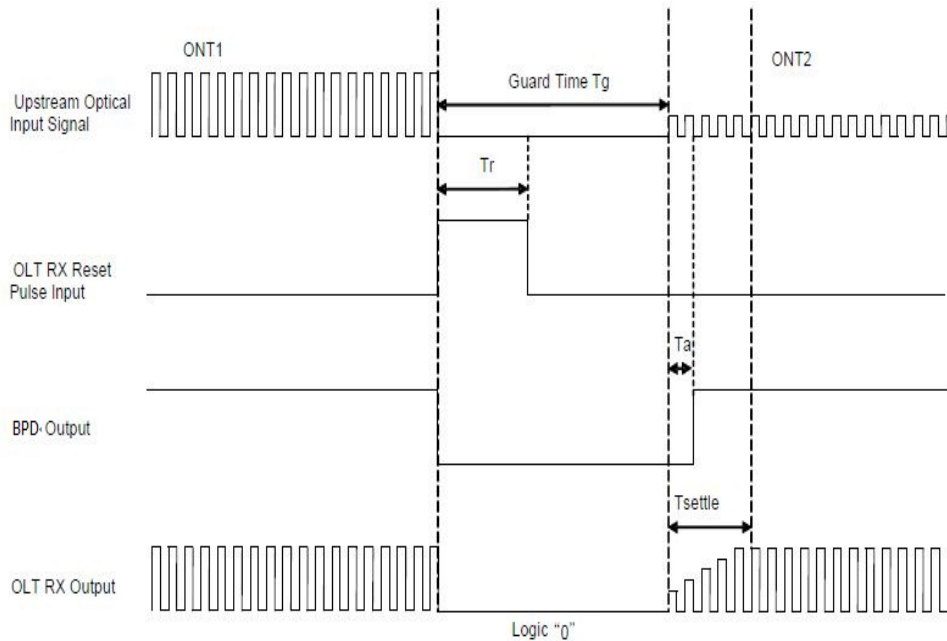 ONT1
ONT2
Guard Time Tg
Upstream Optical
Input Signal
Tr
OLT RX Reset
Pulse Input
Ta
BPD· Output
Tsettle
OLT RX Output
Logic “0”